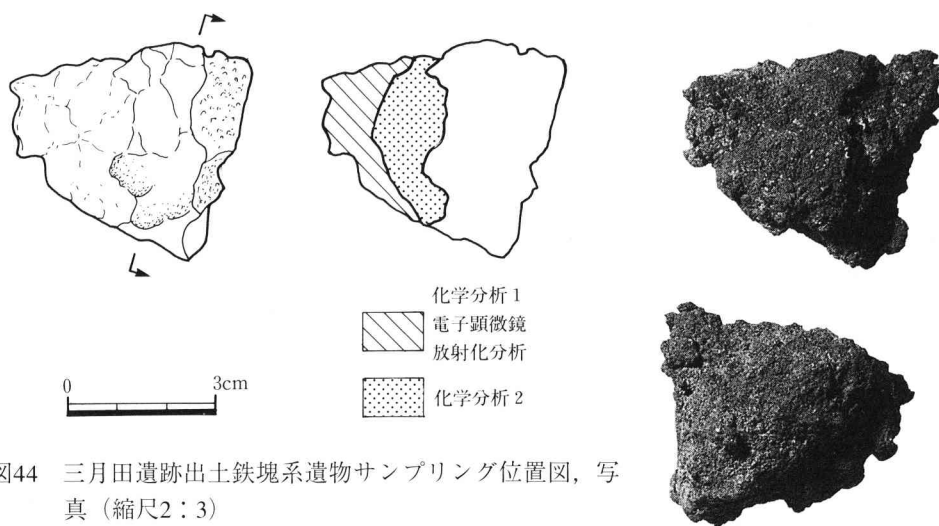 化学分析1
電子顕微鏡
放射化分析
化学分析2
0 3cm
図44 三月田遺跡出土鉄塊系遺物サンプリング位置図，写
真（縮尺2：3）